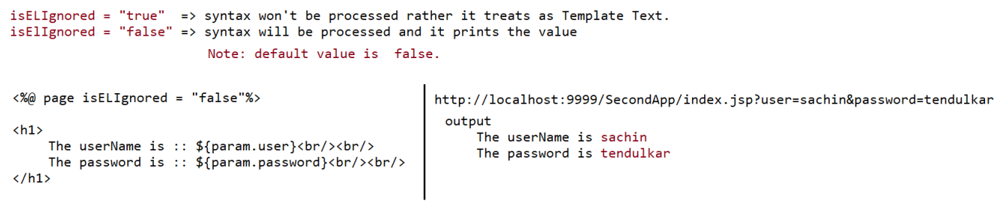 isELIgnored = "true"  => syntax won't be processed rather it treats as Template Text.
isElIgnored = "false" => syntax will be processed and it prints the value
Note: default value is  false.
<%@ page isELIgnored = "false"%>
<h1>
The userName is :: ${param.user}<br/><br/>
The password is :: ${param.password}<br/><br/>
</h1>
http://localhost:9999/SecondApp/index.jsp?user=sachin&password=tendulkar
output
The userName is sachin
The password is tendulkar